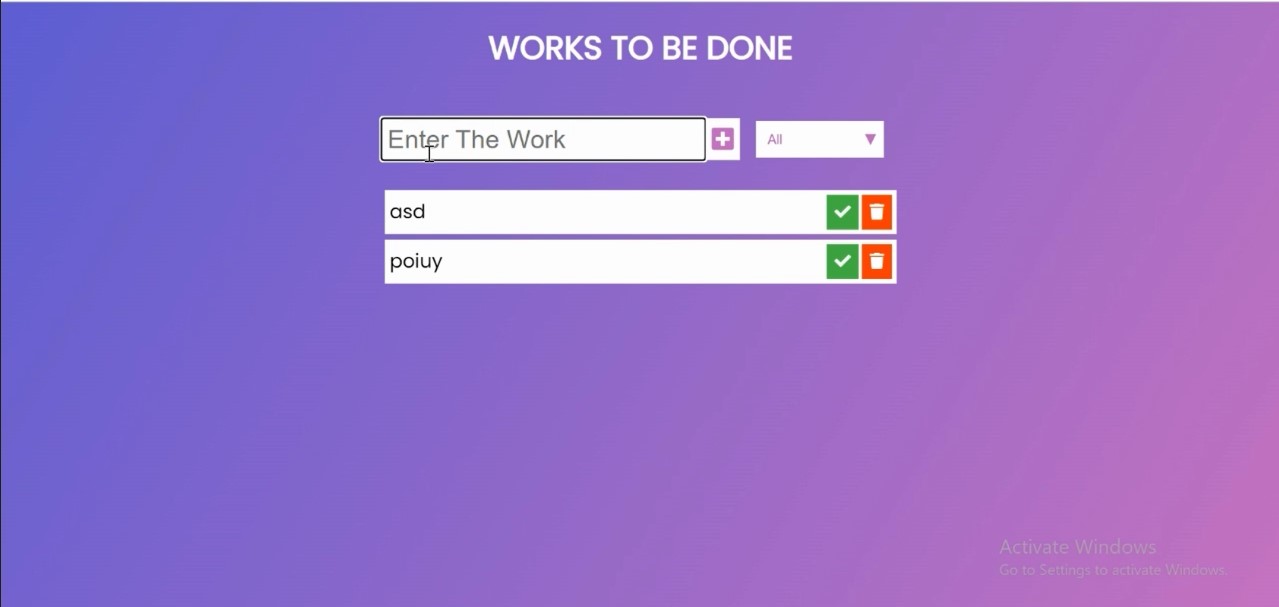 WORKS TO BE DONE
Enter The Work
All
asd
poiuy
Activate Windows
Go to Settings to activate Windows.